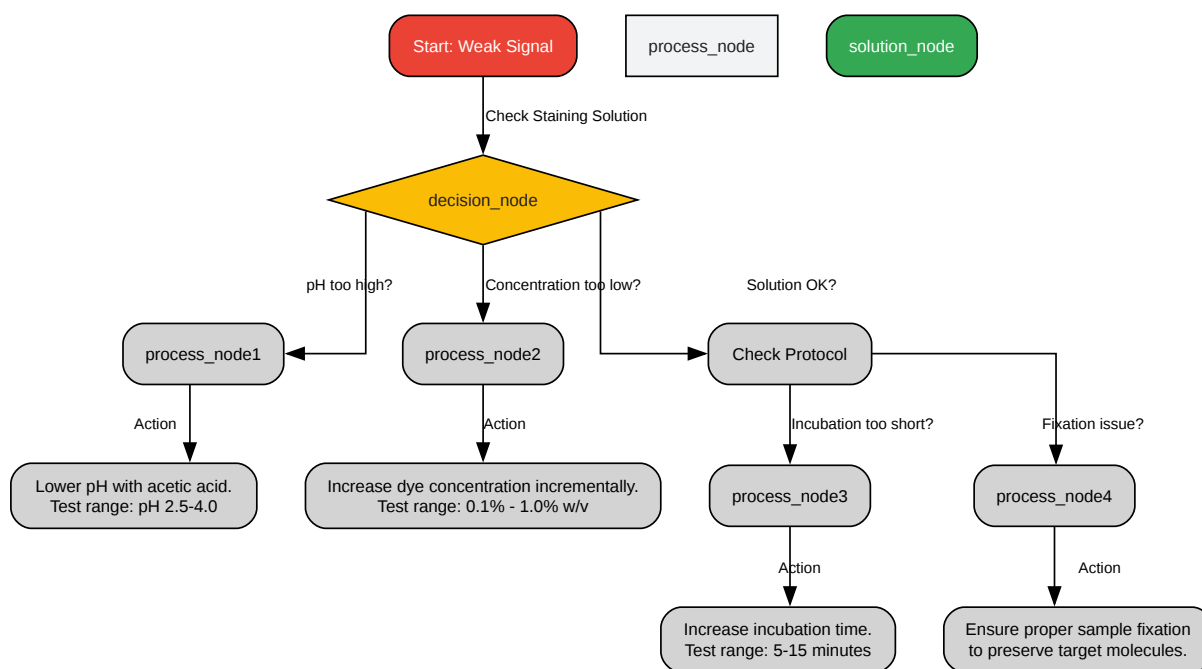 Start: Weak Signal
process_node
solution_node
Check Staining Solution
decision_node
pH too high?
Concentration too low?
Solution OK?
process_node1
process_node2
Check Protocol
Action
Action
Incubation too short?
Fixation issue?
Lower pH with acetic acid.
Test range: pH 2.5-4.0
Increase dye concentration incrementally.
Test range: 0.1% - 1.0% w/v
process_node3
process_node4
Action
Action
Increase incubation time.
Test range: 5-15 minutes
Ensure proper sample fixation
to preserve target molecules.